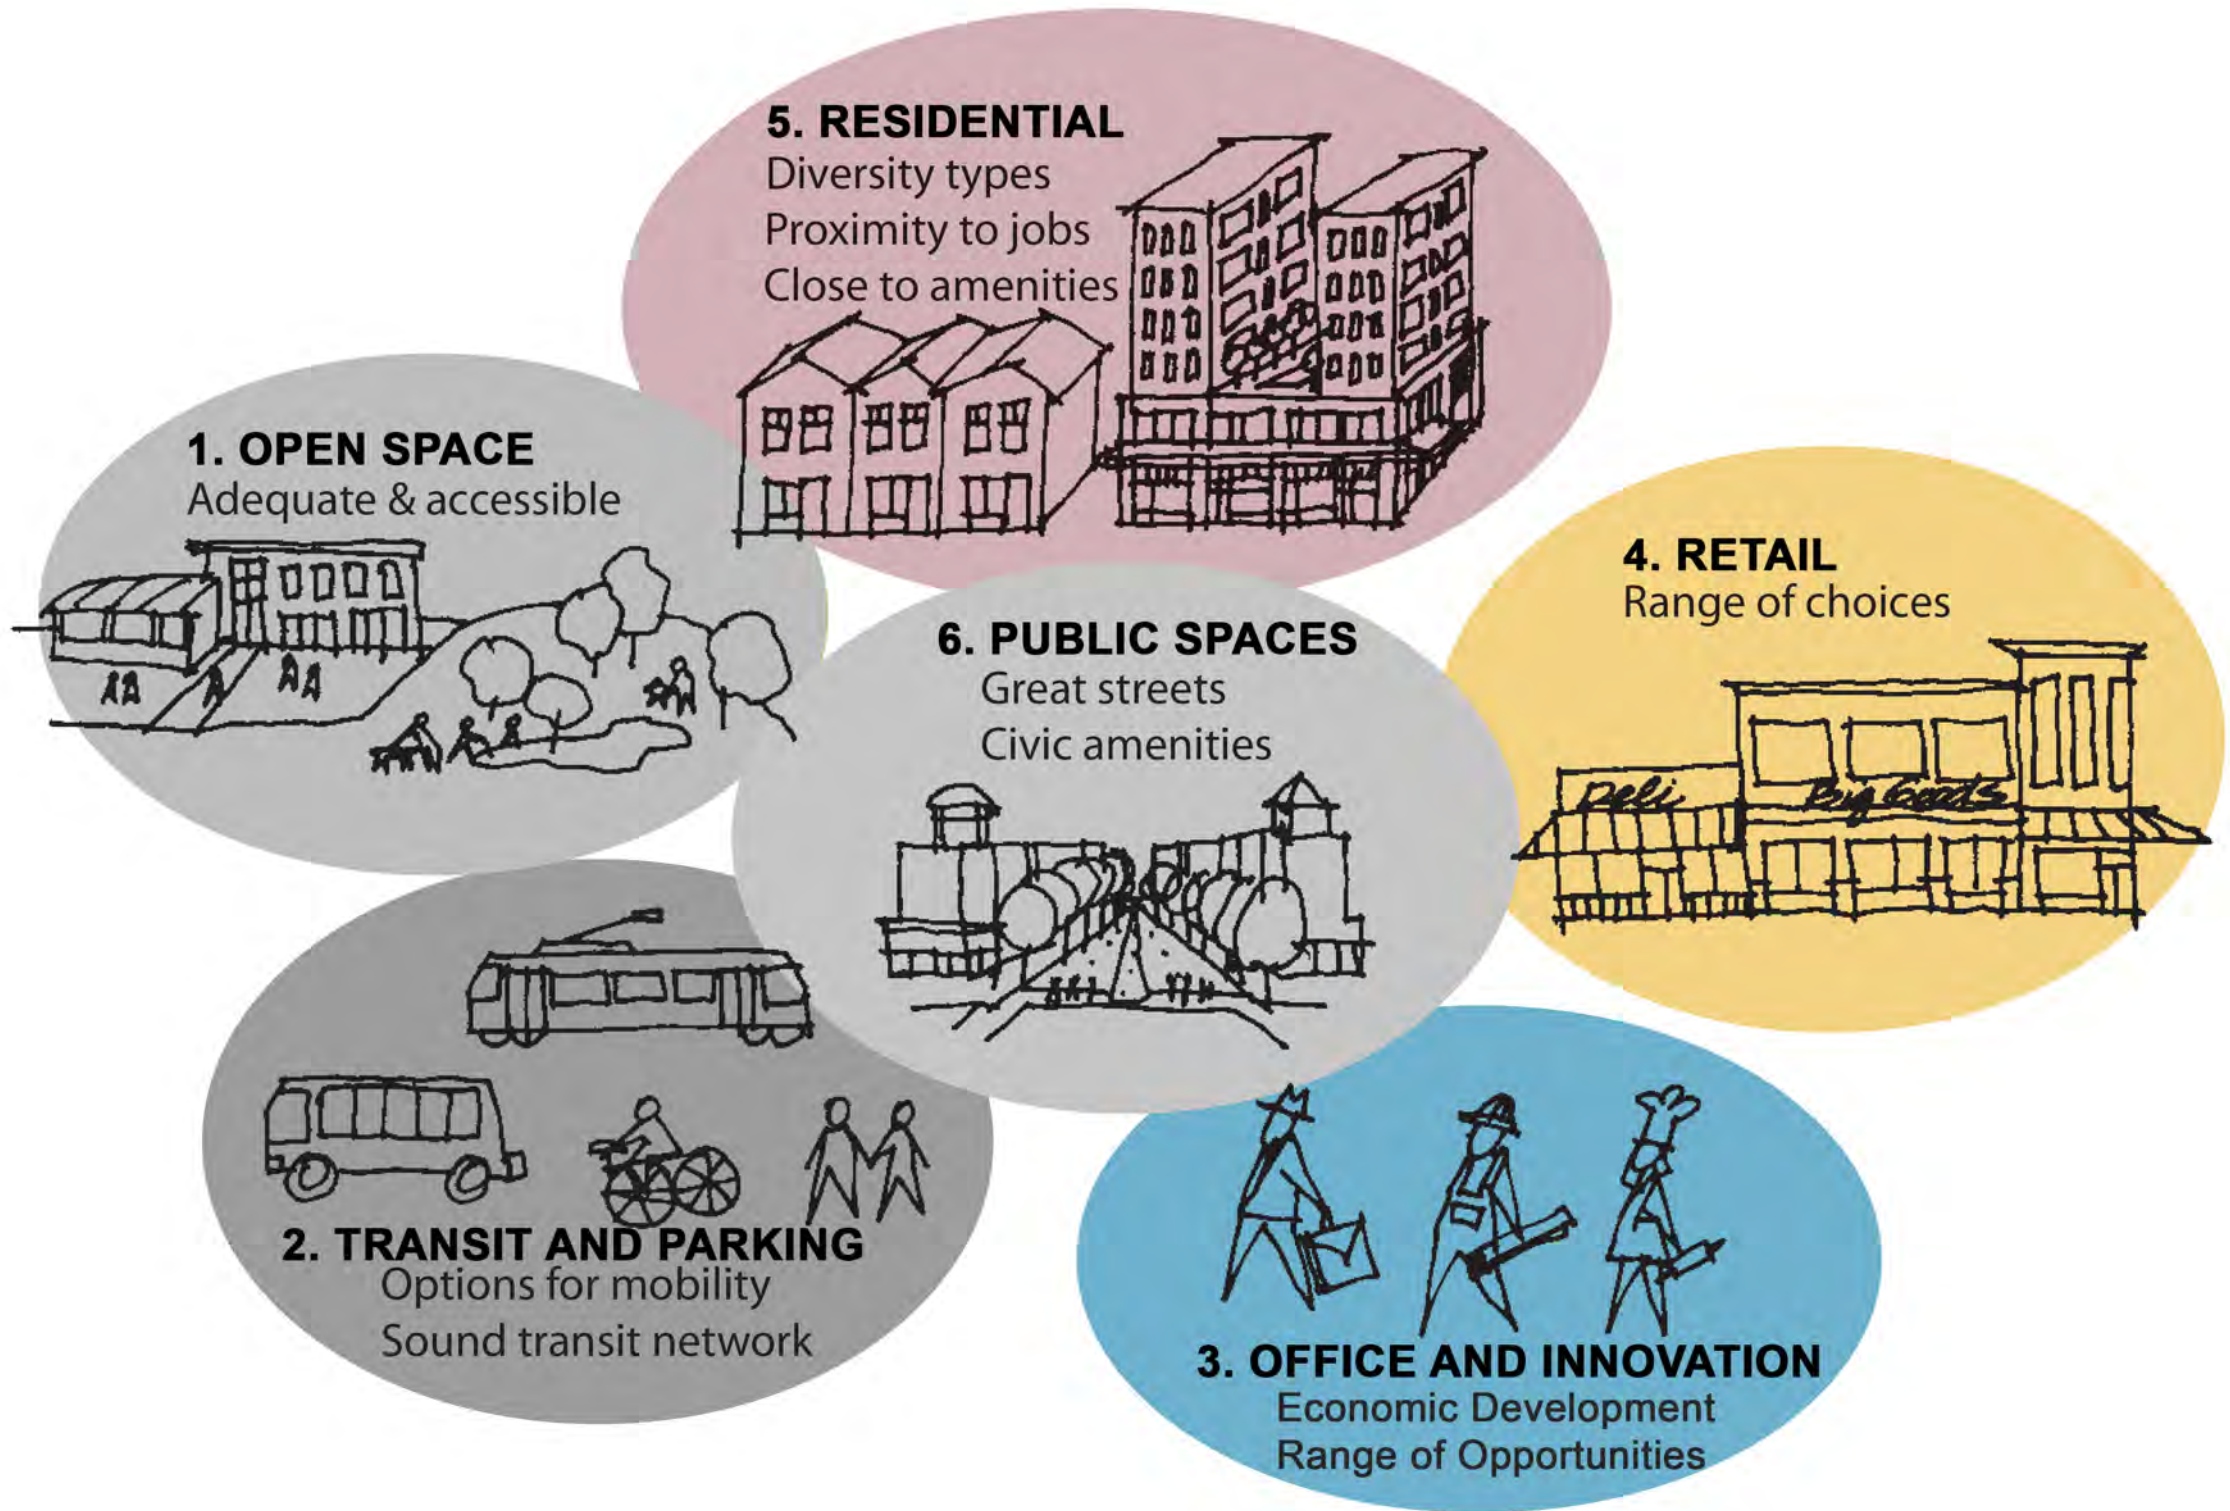 5. RESIDENTIAL
Diversity types
Proximity to jobs
Close to amenities
1. OPEN SPACE
Adequate & accessible
4. RETAIL
Range of choices
Deli
Big Goods
6. PUBLIC SPACES
Great streets
Civic amenities
2. TRANSIT AND PARKING
Options for mobility
Sound transit network
3. OFFICE AND INNOVATION
Economic Development
Range of Opportunities